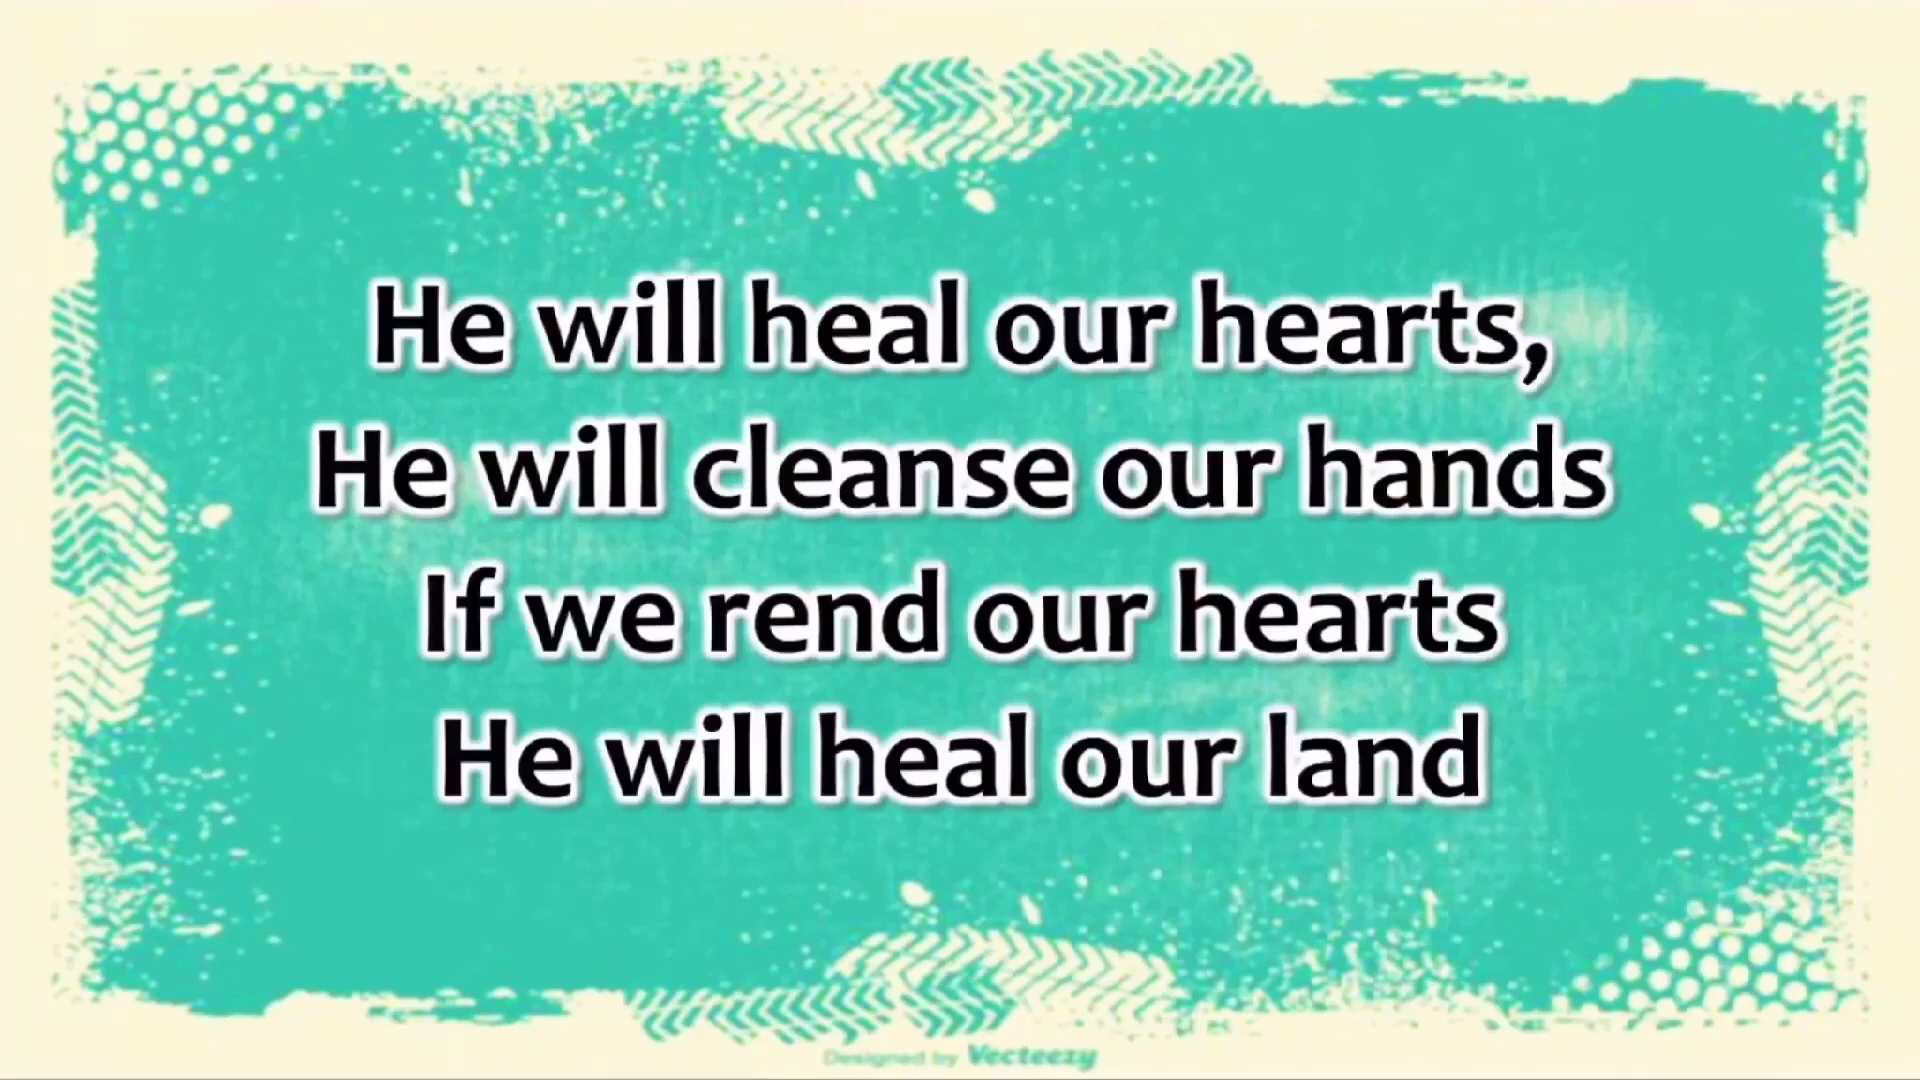 He will heal our hearts,
He will cleanse our hands
If we rend our hearts
He will heal our land
Designed by Vecteezy